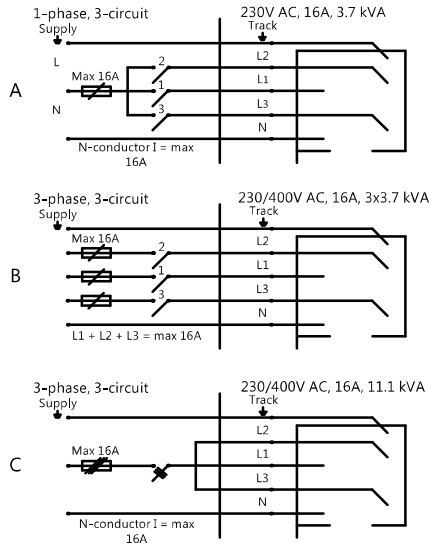 1-phase, 3-circuit
230V AC, 16A, 3.7 kVA
Supply
Track
L
L2
Max 16A
2
L1
A
1
N
3
L3
N
N-conductor I = max
16A
3-phase, 3-circuit
230/400V AC, 16A, 3x3.7 kVA
Supply
Track
Max 16A
2
L2
B
1
L1
3
L3
N
L1 + L2 + L3 = max 16A
3-phase, 3-circuit
230/400V AC, 16A, 11.1 kVA
Supply
Track
L2
Max 16A
L1
C
L3
N
N-conductor I = max
16A